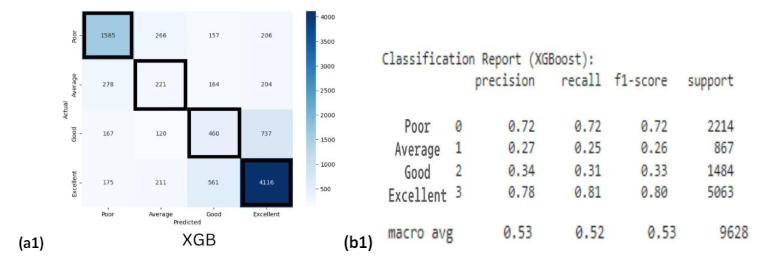 Poor 1585 266 157 206
Average 278 221 164 204
Good 167 120 460 737
Excellent 175 211 561 4116
Actual
Poor Average Good Excellent
Predicted
4000
3500
3000
2500
2000
1500
1000
500
(a1) XGB
Classification Report (XGBoost):
precision recall f1-score support
Poor 0 0.72 0.72 0.72 2214
Average 1 0.27 0.25 0.26 867
Good 2 0.34 0.31 0.33 1484
Excellent 3 0.78 0.81 0.80 5063
macro avg 0.53 0.52 0.53 9628
(b1)